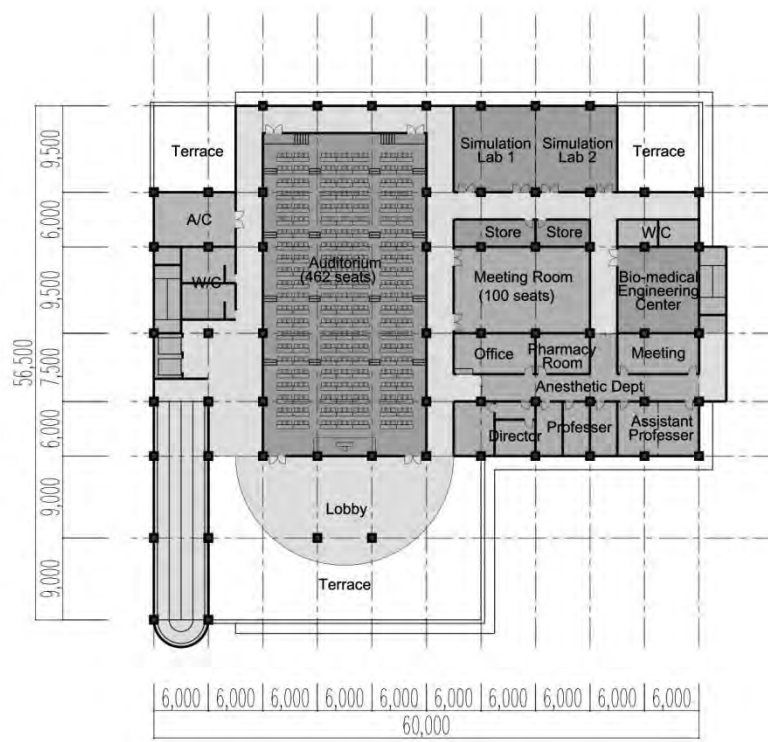 Terrace
Simulation
Lab 1
Simulation
Lab 2
Terrace
A/C
Store
Store
W/C
W/C
Auditorium
(462 seats)
Meeting Room
(100 seats)
Bio-medical
Engineering
Center
Office
Pharmacy
Room
Meeting
Anesthetic Dept
Director
Professer
Assistant
Professer
Lobby
Terrace
9,500
6,000
9,500
7,500
6,000
9,000
9,000
56,500
6,000 6,000 6,000 6,000 6,000 6,000 6,000 6,000 6,000 6,000
60,000